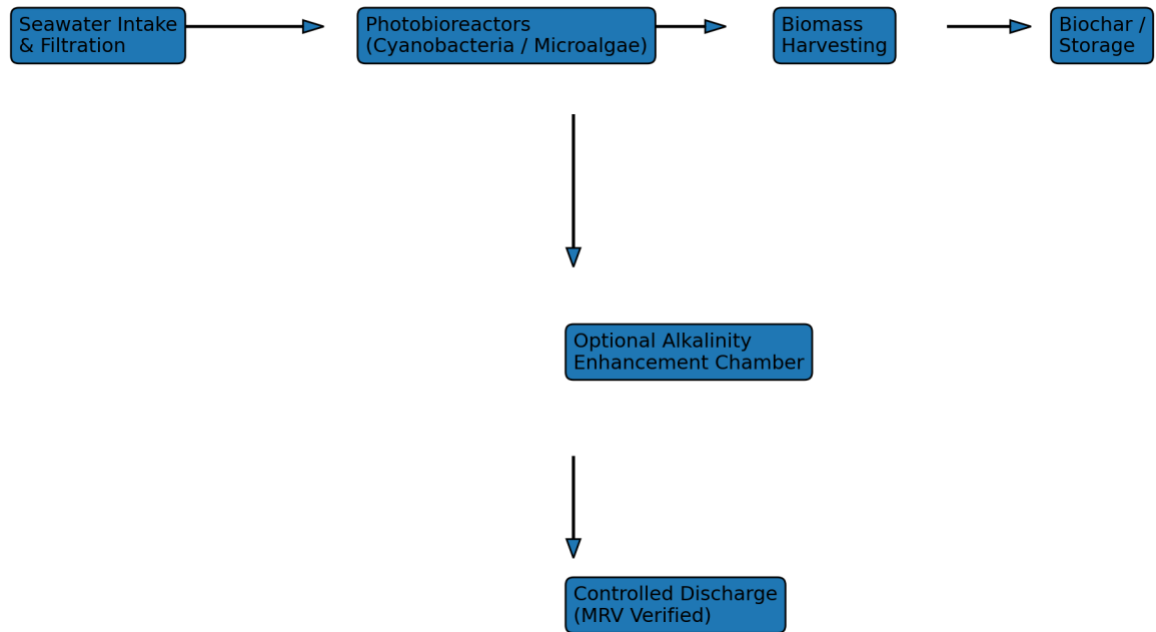 Seawater Intake
& Filtration
Photobioreactors
(Cyanobacteria / Microalgae)
Biomass
Harvesting
Biochar /
Storage
Optional Alkalinity
Enhancement Chamber
Controlled Discharge
(MRV Verified)